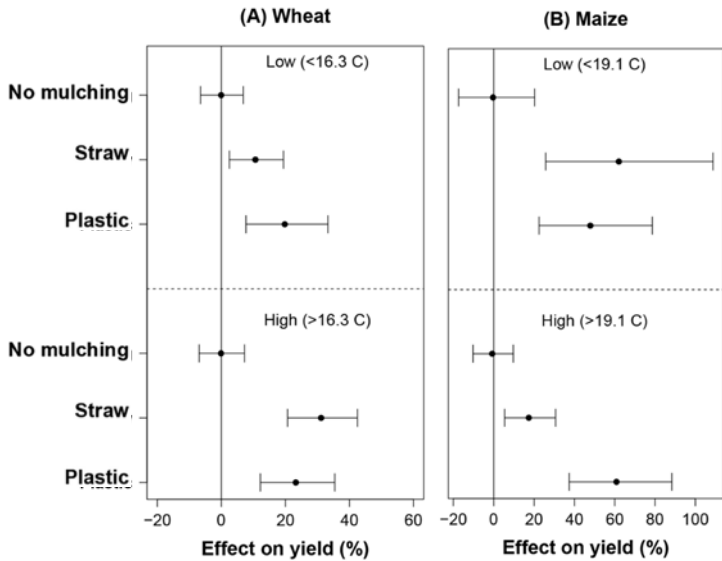 (A) Wheat
(B) Maize
Low (<16.3 C)
Low (<19.1 C)
No mulching
Straw
Plastic
High (>16.3 C)
High (>19.1 C)
No mulching
Straw
Plastic
−20 0 20 40 60
−20 0 20 40 60 80 100
Effect on yield (%)
Effect on yield (%)